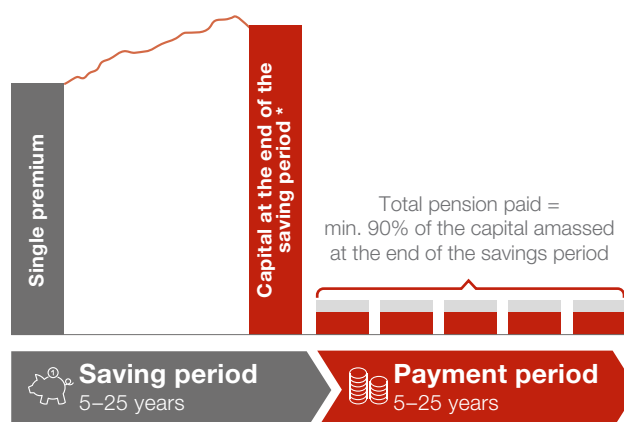 Single premium
Capital at the end of the
saving period *
Total pension paid =
min. 90% of the capital amassed
at the end of the savings period
1
Saving period
5–25 years
Payment period
5–25 years